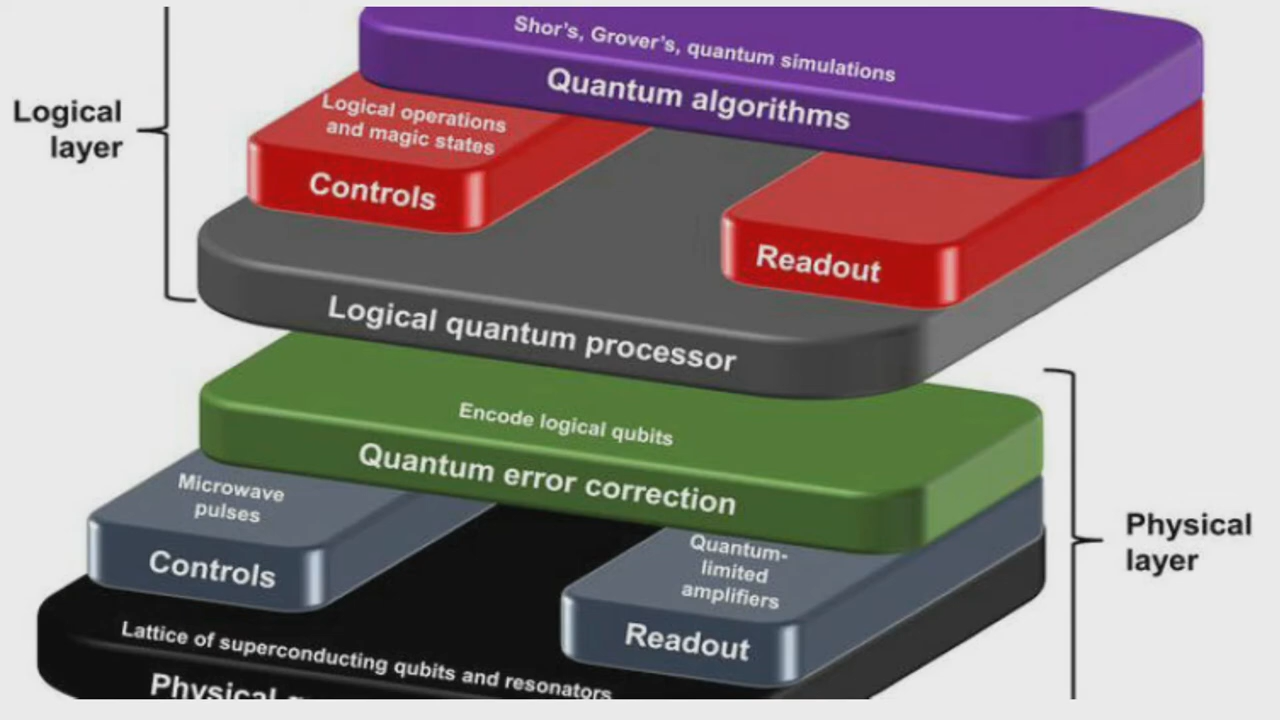 Shor's, Grover's, quantum simulations
Quantum algorithms
Logical
layer
Logical operations
and magic states
Controls
Readout
Logical quantum processor
Encode logical qubits
Quantum error correction
Microwave
pulses
Controls
Quantum-
limited
amplifiers
Readout
Physical
layer
Lattice of superconducting qubits and resonators
Physical